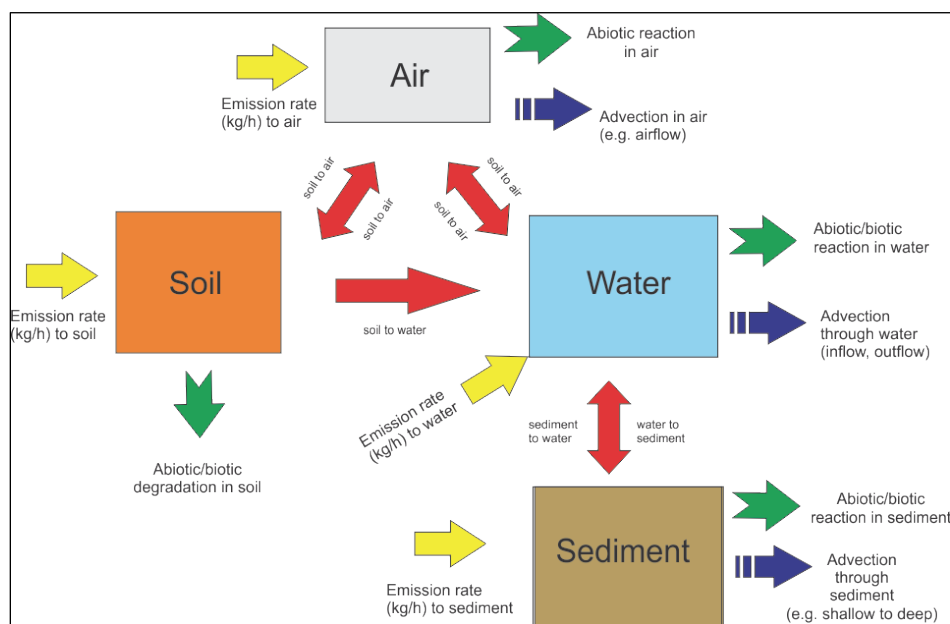 Air
Emission rate
(kg/h) to air
Abiotic reaction
in air
Advection in air
(e.g. airflow)
soil to air
soil to air
soil to air
soil to air
Soil
Emission rate
(kg/h) to soil
soil to water
Water
Abiotic/biotic
reaction in water
Advection
through water
(inflow, outflow)
Emission rate
(kg/h) to water
Abiotic/biotic
degradation in soil
sediment
to water
water to
sediment
Sediment
Emission rate
(kg/h) to sediment
Abiotic/biotic
reaction in sediment
Advection
through
sediment
(e.g. shallow to deep)